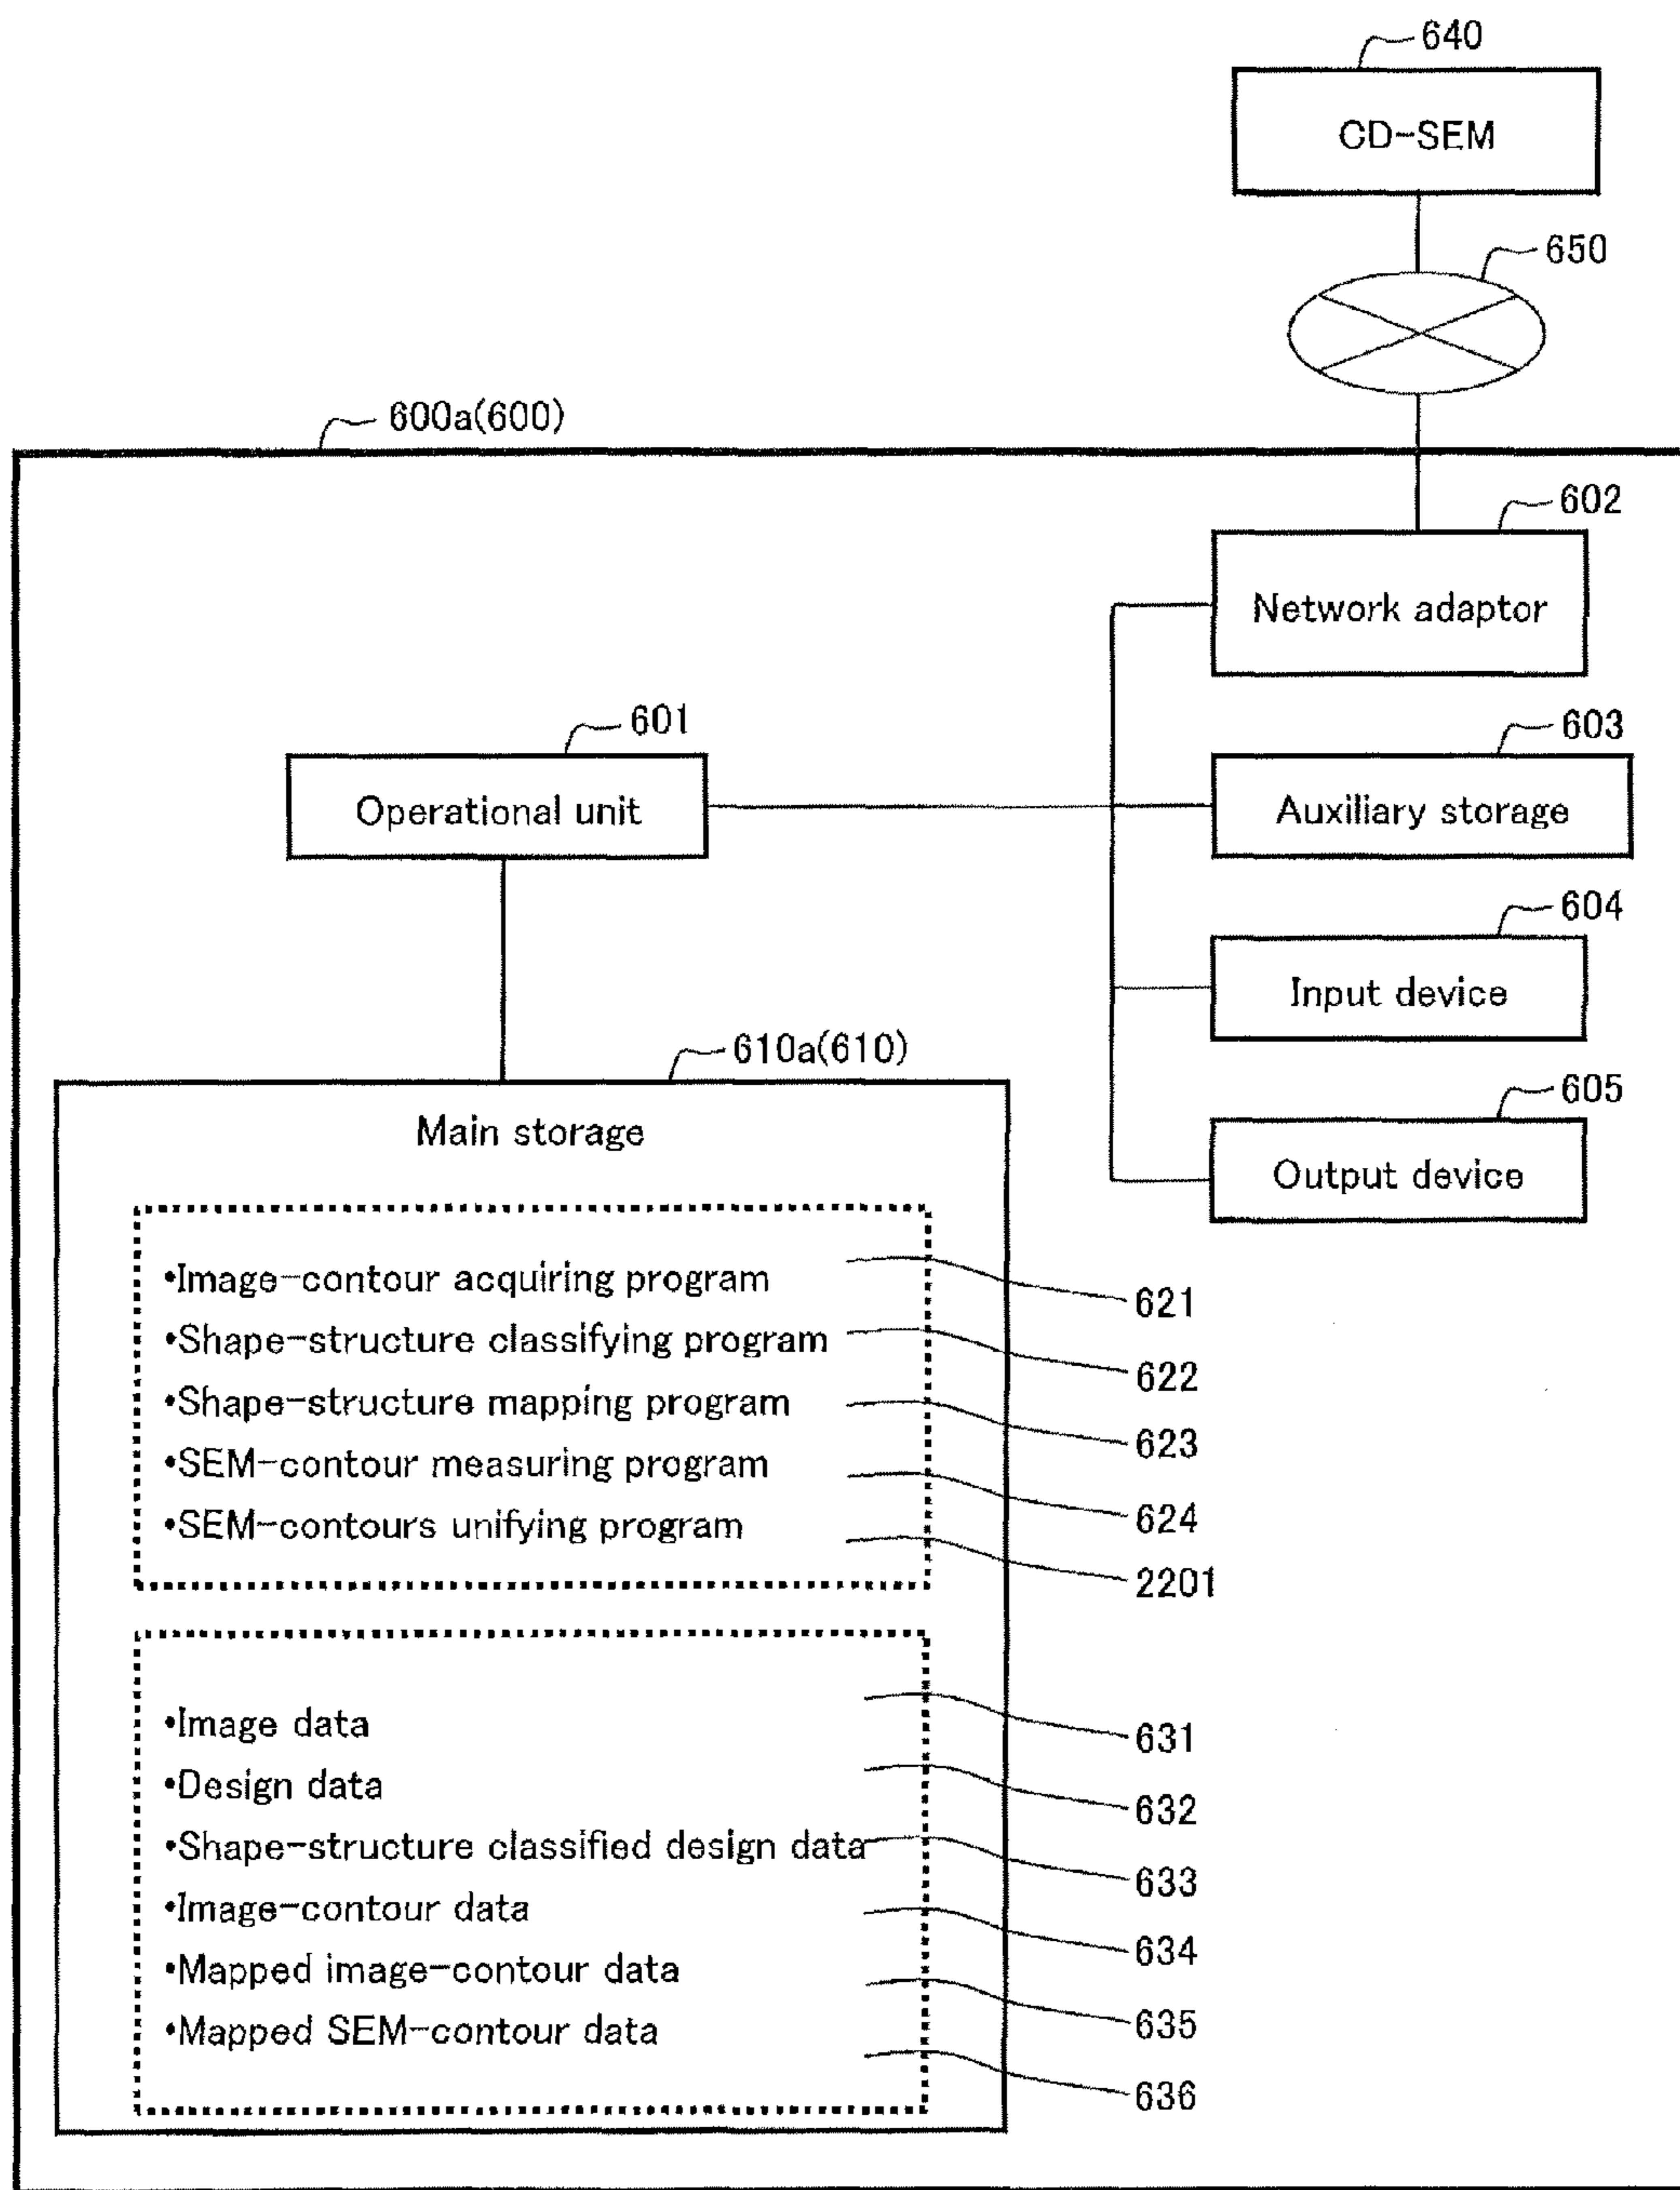 640
CD-SEM
650
600a(600)
602
Network adaptor
601
603
Operational unit
Auxiliary storage
604
Input device
610a(610)
605
Main storage
Output device
•Image-contour acquiring program
621
•Shape-structure classifying program
622
•Shape-structure mapping program
623
•SEM-contour measuring program
624
•SEM-contours unifying program
2201
•Image data
631
•Design data
632
•Shape-structure classified design data
633
•Image-contour data
634
•Mapped image-contour data
635
•Mapped SEM-contour data
636